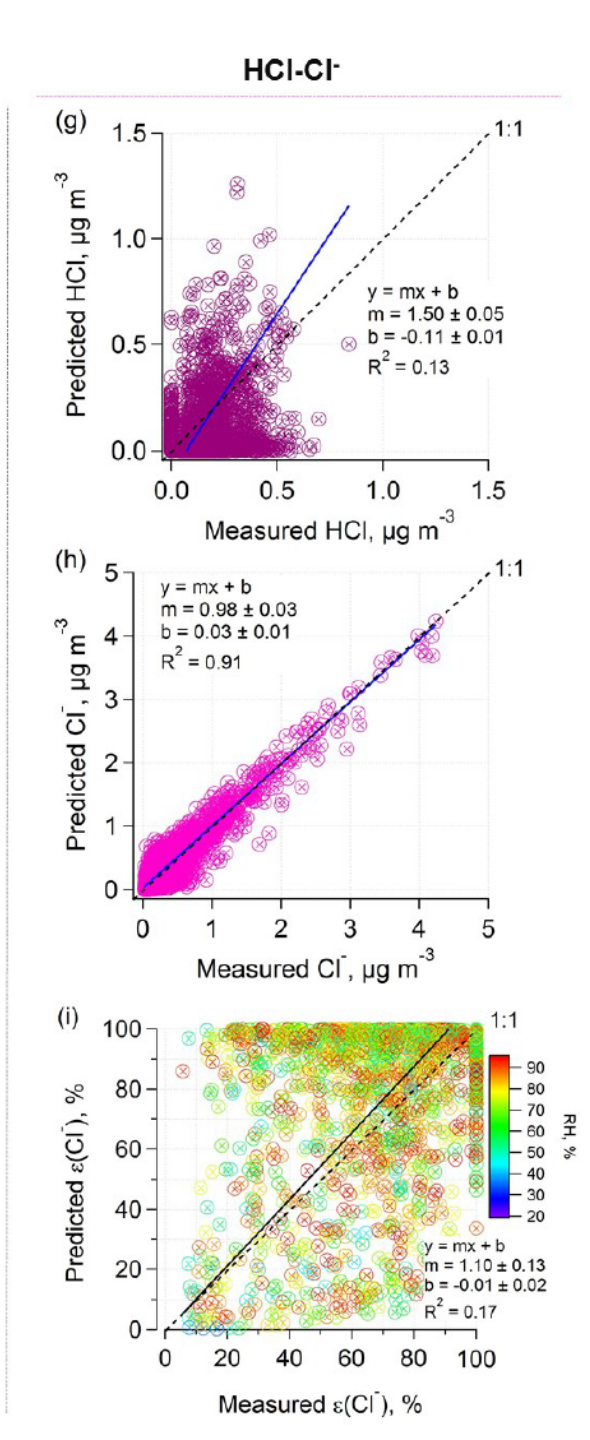 HCl-Cl⁻
(g)
1.5
1:1
1.0
0.5
0.0
Predicted HCl, µg m⁻³
y = mx + b
m = 1.50 ± 0.05
b = -0.11 ± 0.01
R² = 0.13
0.0 0.5 1.0 1.5
Measured HCl, µg m⁻³
(h)
5
1:1
4
3
2
1
0
Predicted Cl⁻, µg m⁻³
y = mx + b
m = 0.98 ± 0.03
b = 0.03 ± 0.01
R² = 0.91
0 1 2 3 4 5
Measured Cl⁻, µg m⁻³
(i)
1:1
100
80
60
40
20
0
Predicted ε(Cl⁻), %
90
80
70
60
50
40
30
20
RH, %
y = mx + b
m = 1.10 ± 0.13
b = -0.01 ± 0.02
R² = 0.17
0 20 40 60 80 100
Measured ε(Cl⁻), %